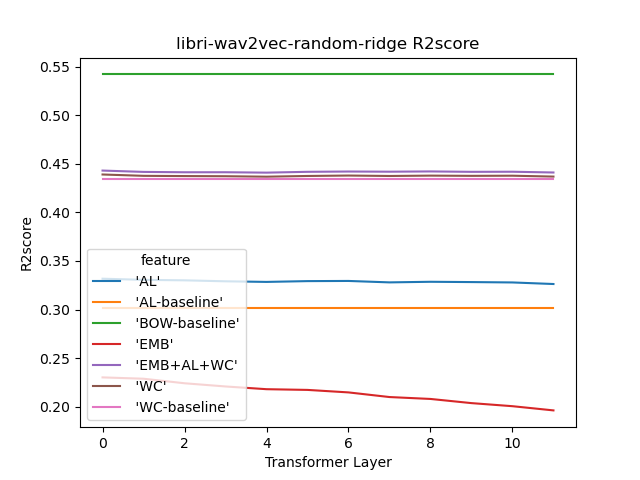 libri-wav2vec-random-ridge R2score
0.55
0.50
0.45
0.40
0.35
0.30
0.25
0.20
R2score
feature
'AL'
'AL-baseline'
'BOW-baseline'
'EMB'
'EMB+AL+WC'
'WC'
'WC-baseline'
0 2 4 6 8 10
Transformer Layer